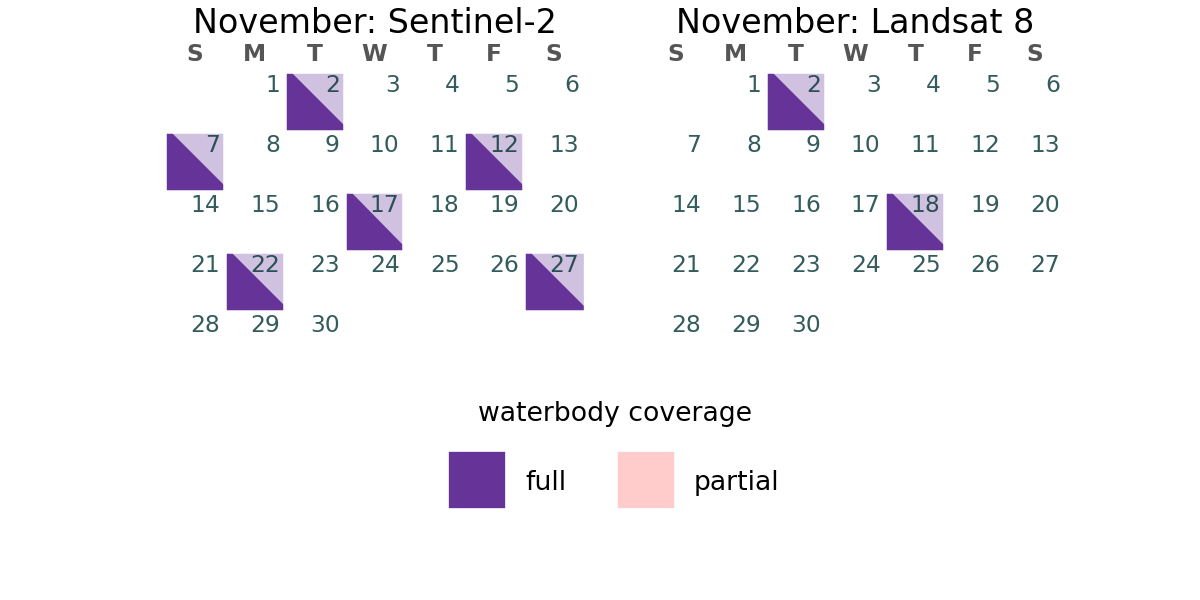 November: Sentinel-2
S M T W T F S
1 2 3 4 5 6
7 8 9 10 11 12 13
14 15 16 17 18 19 20
21 22 23 24 25 26 27
28 29 30
November: Landsat 8
S M T W T F S
1 2 3 4 5 6
7 8 9 10 11 12 13
14 15 16 17 18 19 20
21 22 23 24 25 26 27
28 29 30
waterbody coverage
full partial